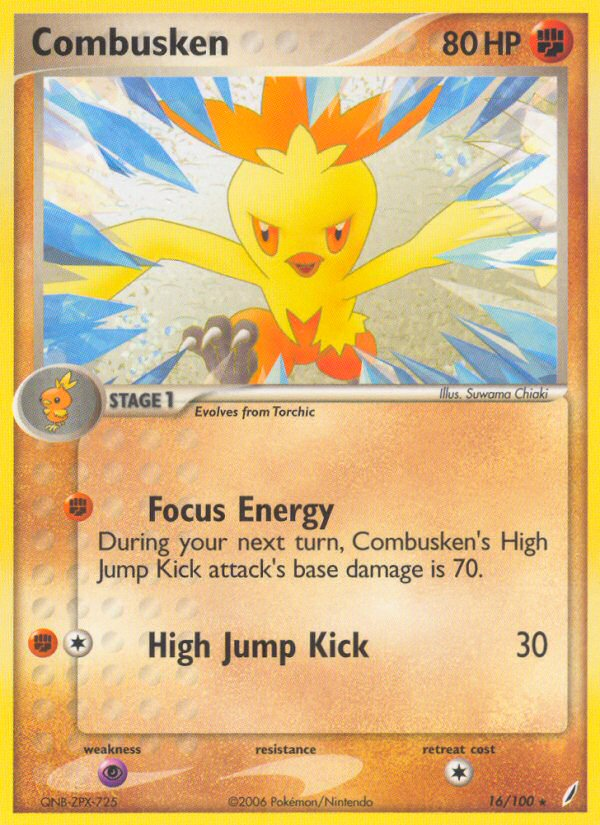 Combusken 80 HP
Illus. Suwama Chiaki
STAGE 1
Evolves from Torchic
Focus Energy
During your next turn, Combusken's High
Jump Kick attack's base damage is 70.
High Jump Kick 30
weakness resistance retreat cost
QNB-ZPX-725 ©2006 Pokémon/Nintendo 16/100 ★